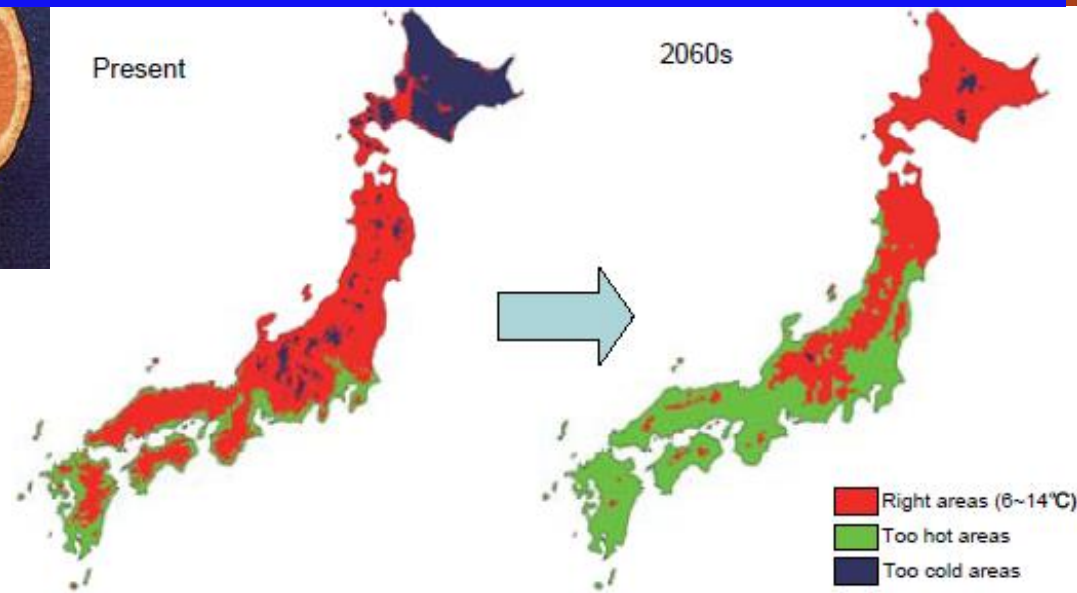 Present
2060s
Right areas (6~14℃)
Too hot areas
Too cold areas